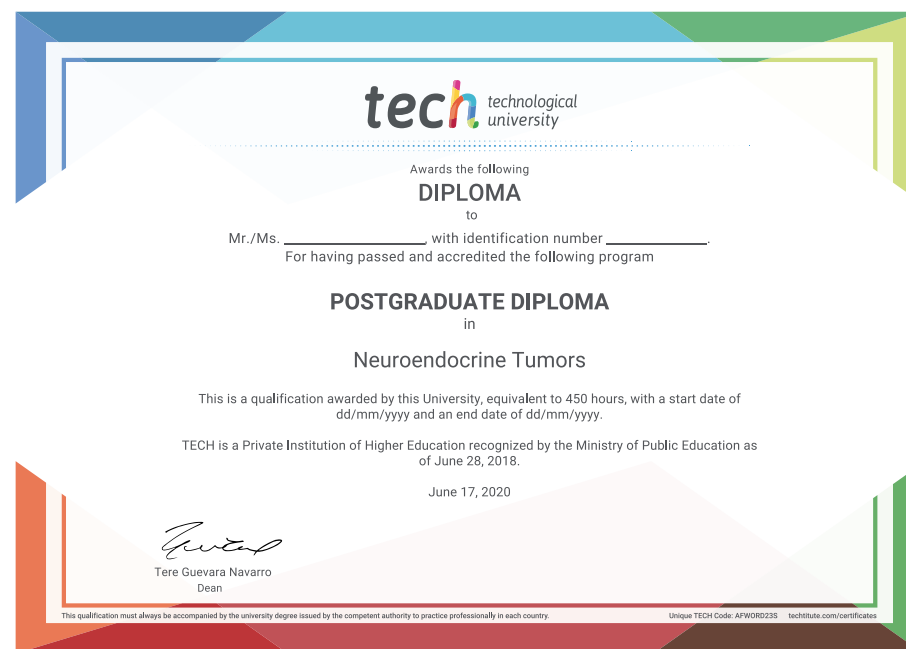 tech technological
university
Awards the following
DIPLOMA
to
Mr./Ms. ____________________, with identification number ______________.
For having passed and accredited the following program
POSTGRADUATE DIPLOMA
in
Neuroendocrine Tumors
This is a qualification awarded by this University, equivalent to 450 hours, with a start date of
dd/mm/yyyy and an end date of dd/mm/yyyy.
TECH is a Private Institution of Higher Education recognized by the Ministry of Public Education as
of June 28, 2018.
June 17, 2020
Tere Guevara Navarro
Dean
This qualification must always be accompanied by the university degree issued by the competent authority to practice professionally in each country. Unique TECH Code: AFWORD23S techtitute.com/certificates